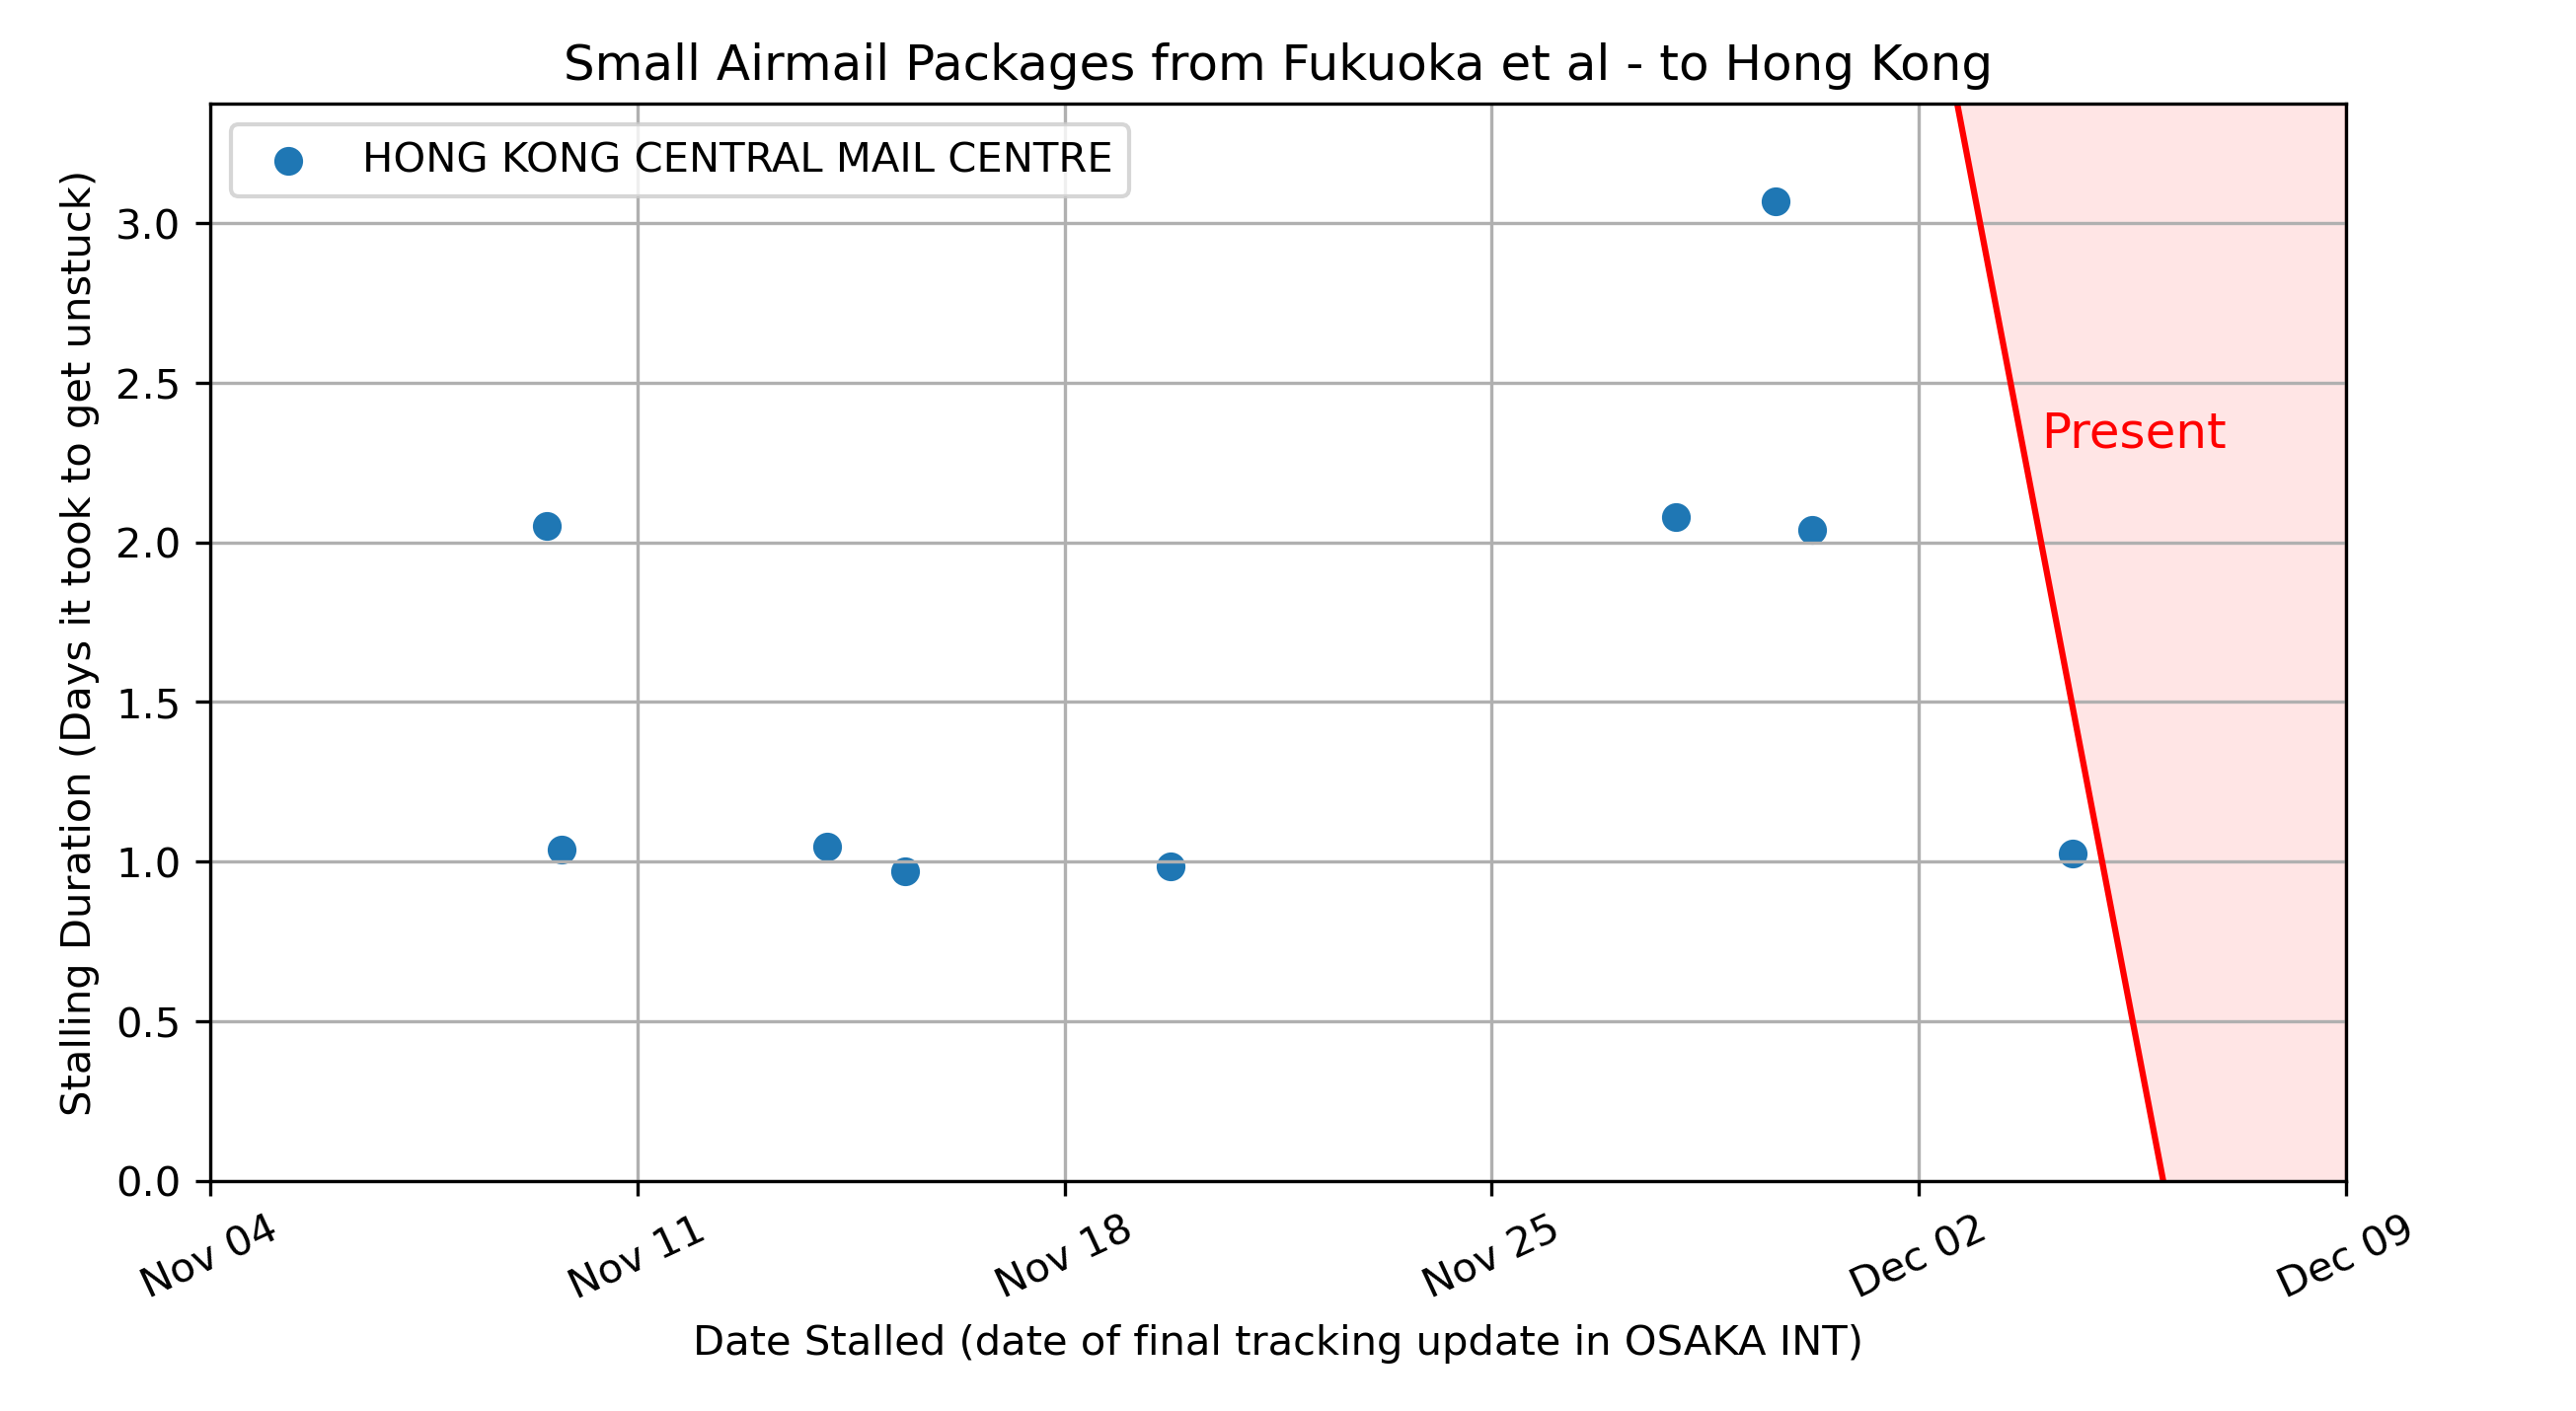 Small Airmail Packages from Fukuoka et al - to Hong Kong
HONG KONG CENTRAL MAIL CENTRE
Stalling Duration (Days it took to get unstuck)
3.0
2.5
2.0
1.5
1.0
0.5
0.0
Present
Nov 04
Nov 11
Nov 18
Nov 25
Dec 02
Dec 09
Date Stalled (date of final tracking update in OSAKA INT)